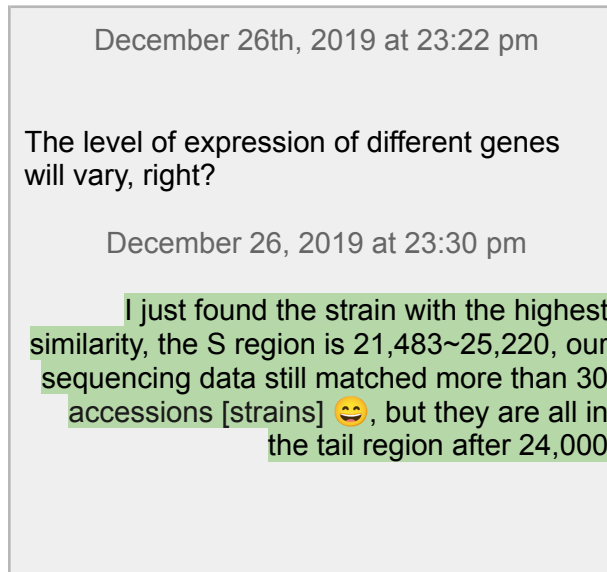 December 26th, 2019 at 23:22 pm
The level of expression of different genes
will vary, right?
December 26, 2019 at 23:30 pm
I just found the strain with the highest
similarity, the S region is 21,483~25,220, our
sequencing data still matched more than 30
accessions [strains] 😄, but they are all in
the tail region after 24,000